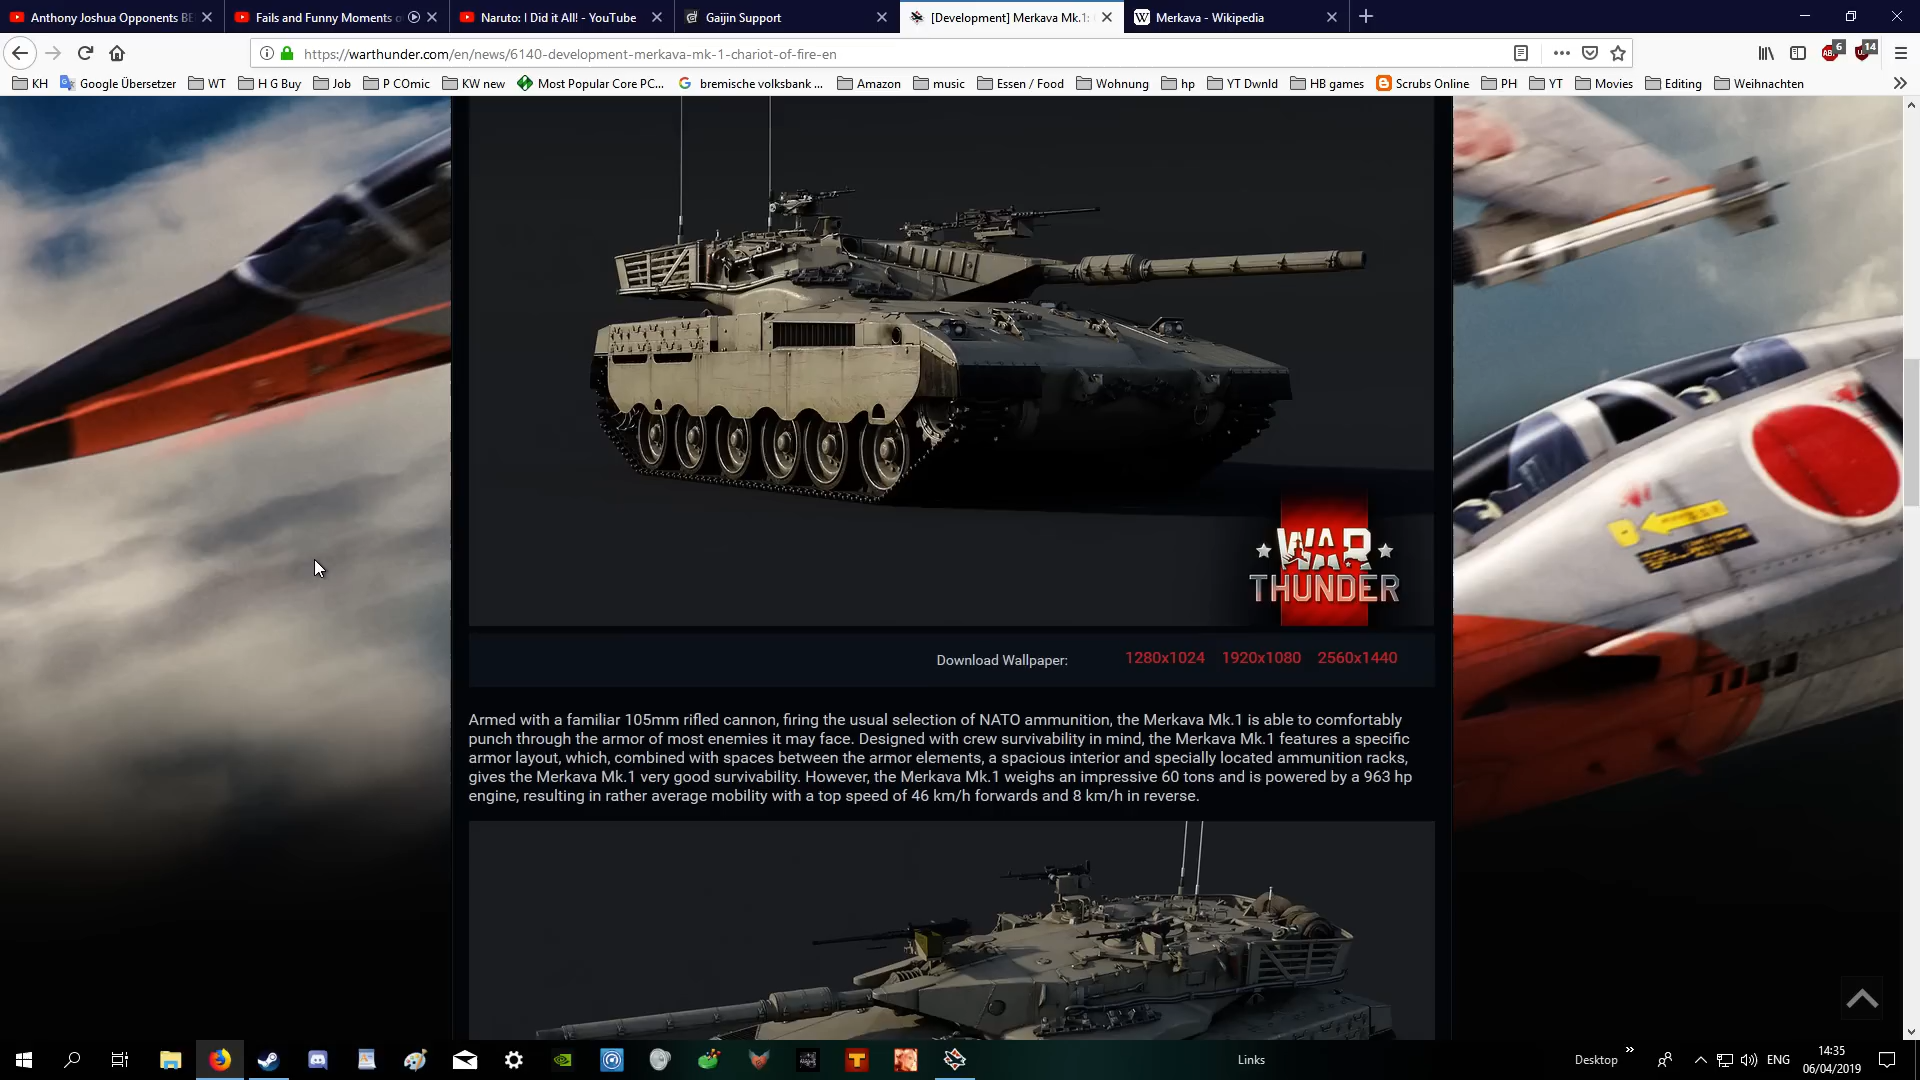 Anthony Joshua Opponents BE
Fails and Funny Moments o
Naruto: I Did it All! - YouTube
Gaijin Support
[Development] Merkava Mk.1:
W Merkava - Wikipedia
https://warthunder.com/en/news/6140-development-merkava-mk-1-chariot-of-fire-en
6
14
KH
Google Übersetzer
WT
H G Buy
Job
P COmic
KW new
Most Popular Core PC...
bremische volksbank ...
Amazon
music
Essen / Food
Wohnung
hp
YT Dwnld
HB games
Scrubs Online
PH
YT
Movies
Editing
Weihnachten
WAR
THUNDER
Download Wallpaper: 1280x1024 1920x1080 2560x1440
Armed with a familiar 105mm rifled cannon, firing the usual selection of NATO ammunition, the Merkava Mk.1 is able to comfortably
punch through the armor of most enemies it may face. Designed with crew survivability in mind, the Merkava Mk.1 features a specific
armor layout, which, combined with spaces between the armor elements, a spacious interior and specially located ammunition racks,
gives the Merkava Mk.1 very good survivability. However, the Merkava Mk.1 weighs an impressive 60 tons and is powered by a 963 hp
engine, resulting in rather average mobility with a top speed of 46 km/h forwards and 8 km/h in reverse.
Links
Desktop
ENG
14:35
06/04/2019